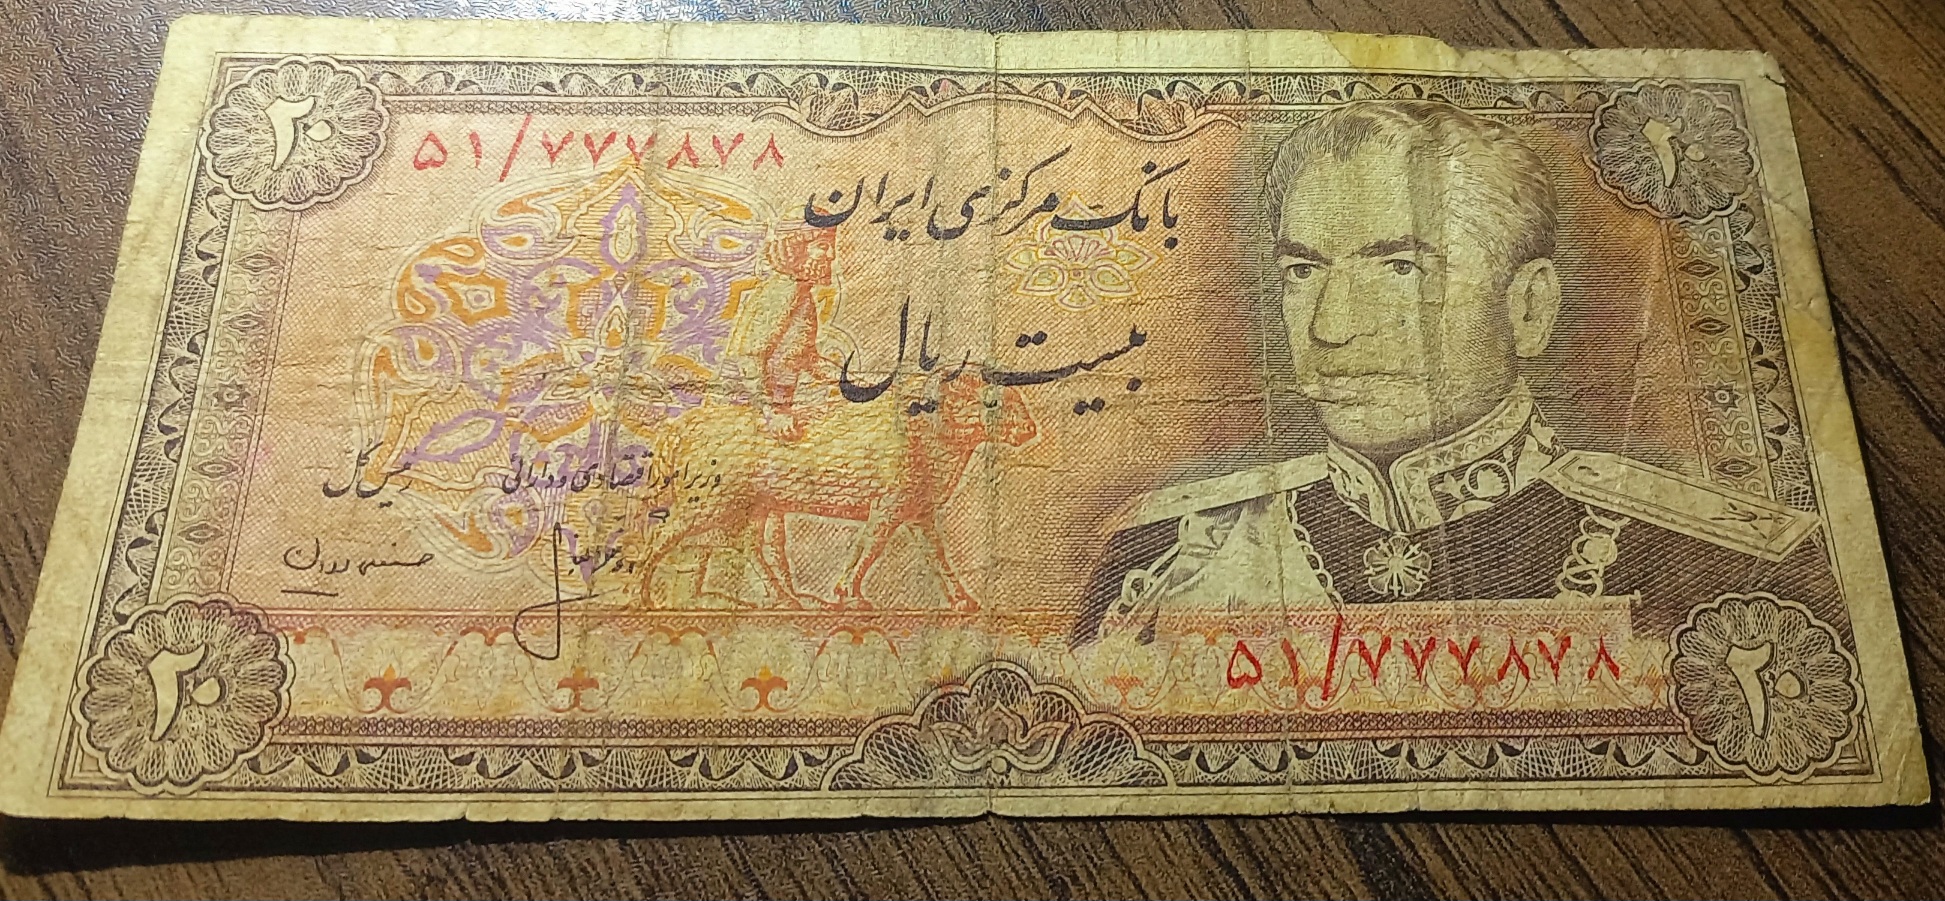 ۲۰
۲۰
۵۱/۷۷۷۸۷۸
بانک مرکزی ایران
بیست ریال
وزیر امور اقتصادی و دارائی
رئیس کل
۵۱/۷۷۷۸۷۸
۲۰
۲۰